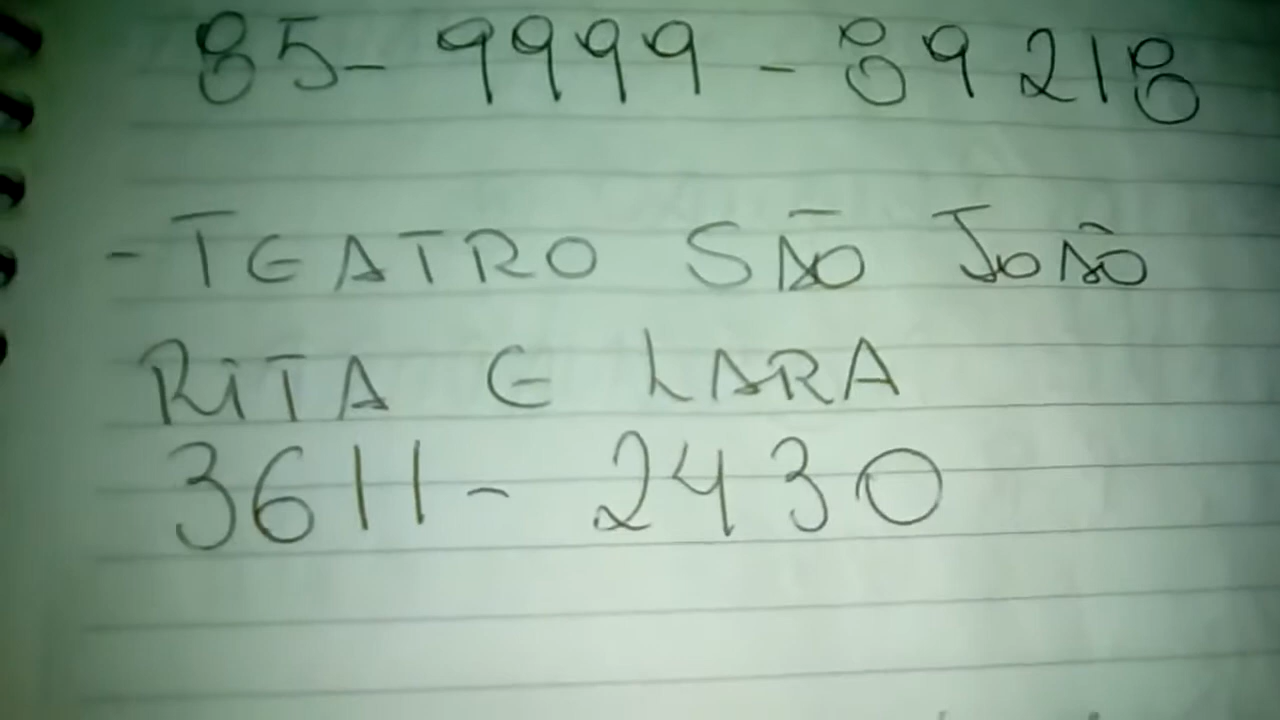 85- 9999 - 89218
- TEATRO SÃO JOÃO
RITA E LARA
3611 - 2430